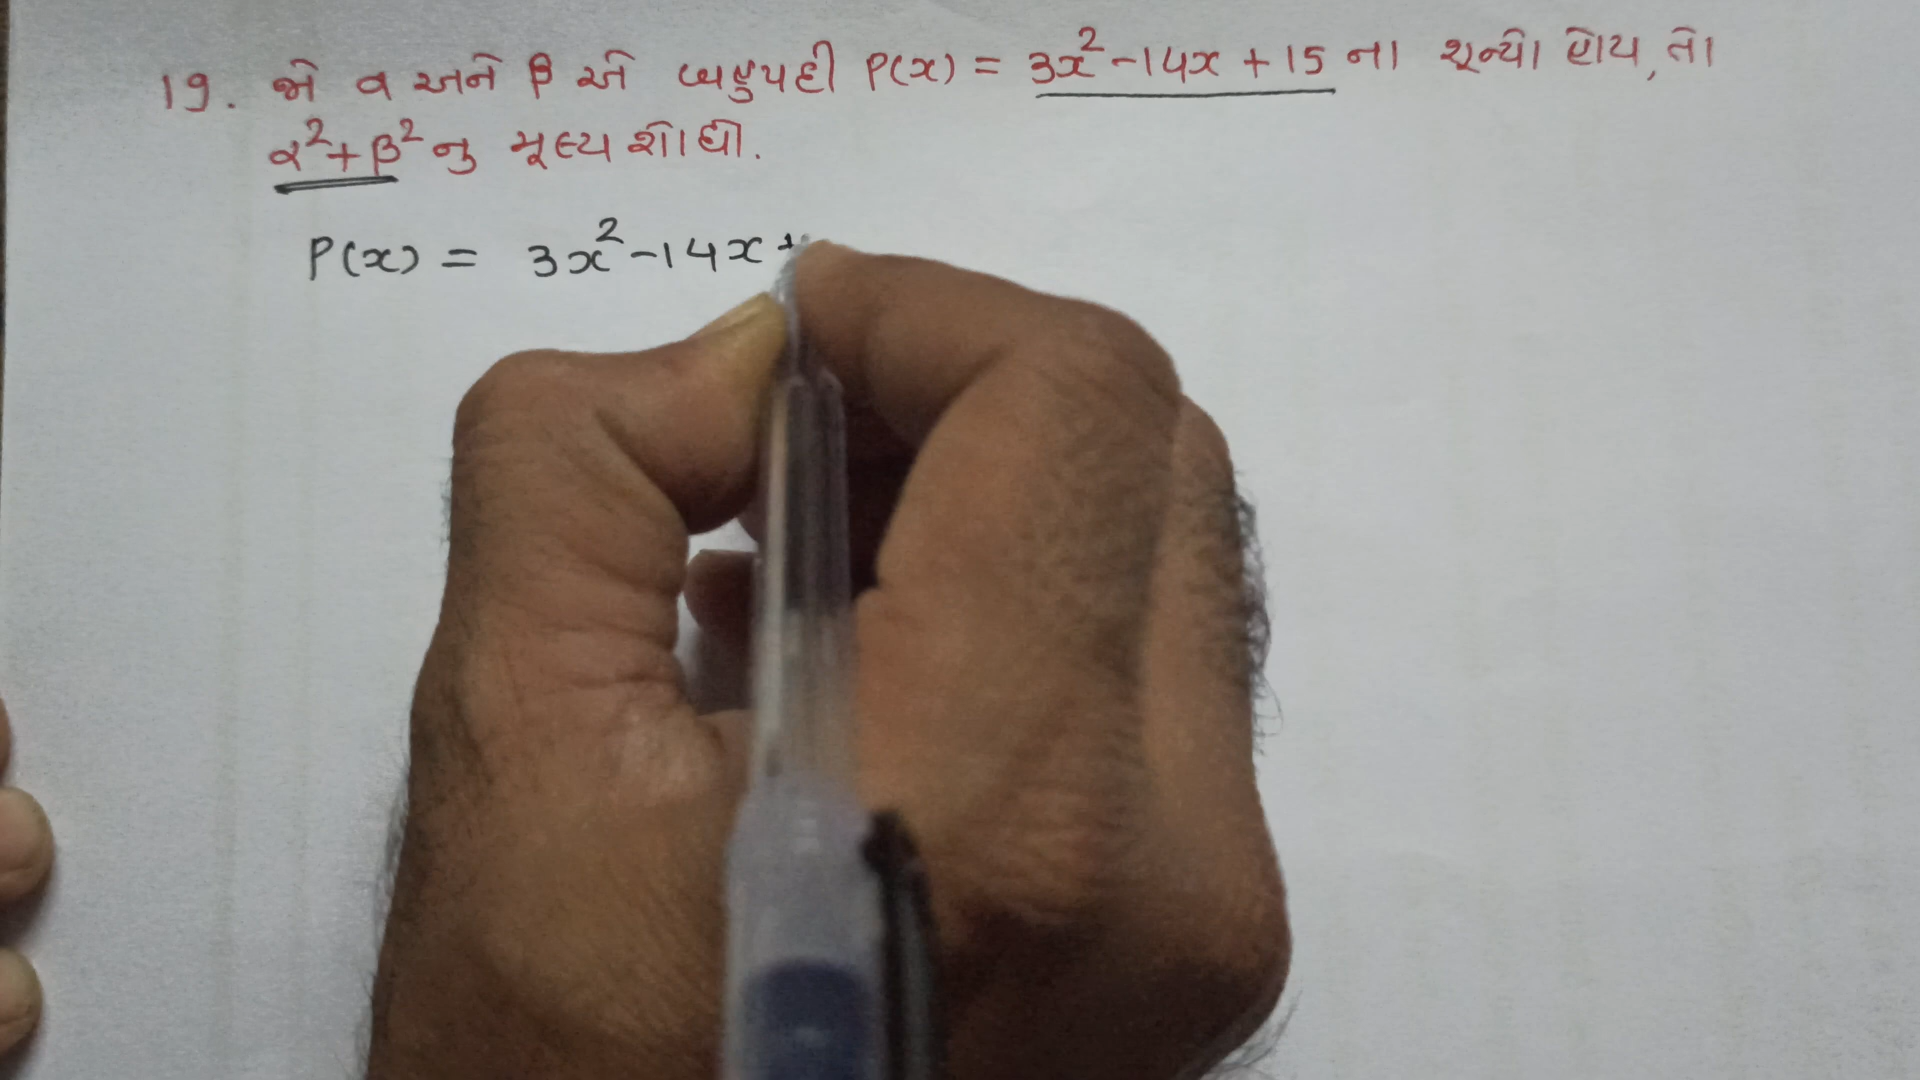 19. જો α અને β એ બહુપદી P(x) = 3x²-14x+15 ના શૂન્યો હોય, તો
α²+β² નુ મૂલ્ય શોધો.
P(x) = 3x²-14x+